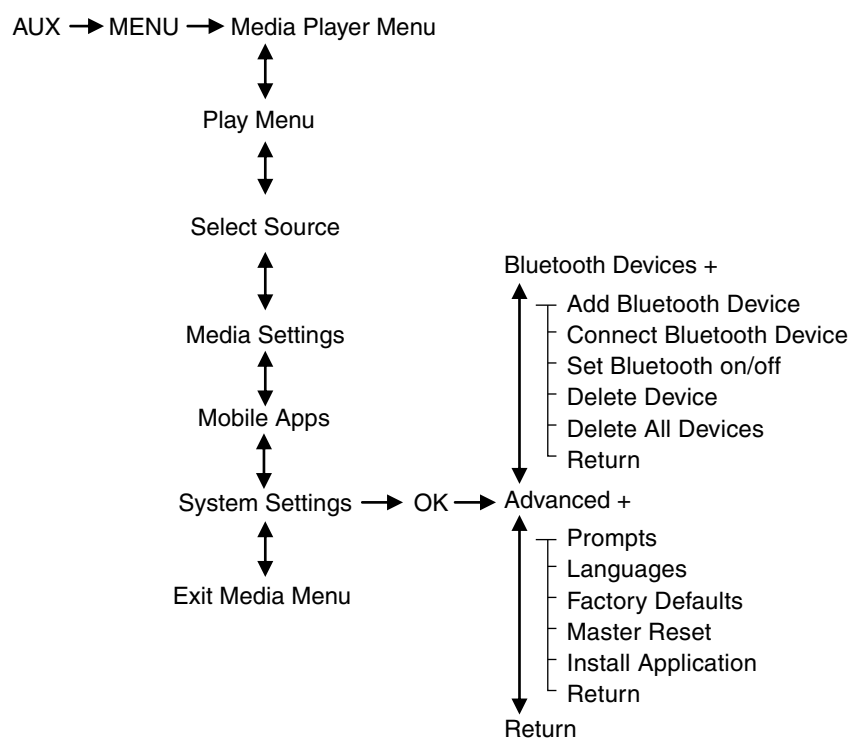 AUX MENU Media Player Menu
Play Menu
Select Source
Media Settings
Mobile Apps
System Settings OK Advanced +
Exit Media Menu
Bluetooth Devices +
Add Bluetooth Device
Connect Bluetooth Device
Set Bluetooth on/off
Delete Device
Delete All Devices
Return
Prompts
Languages
Factory Defaults
Master Reset
Install Application
Return
Return